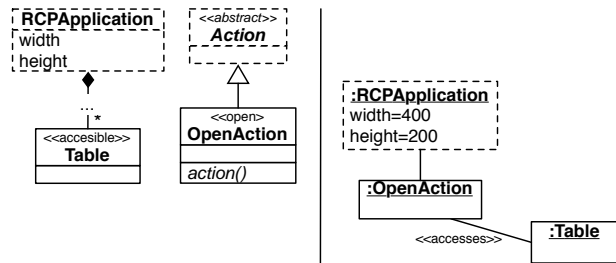 RCPApplication
width
height
...
*
<<accesible>>
Table
<<abstract>>
Action
<<open>
OpenAction
action()
:RCPApplication
width=400
height=200
:OpenAction
<<accesses>>
:Table